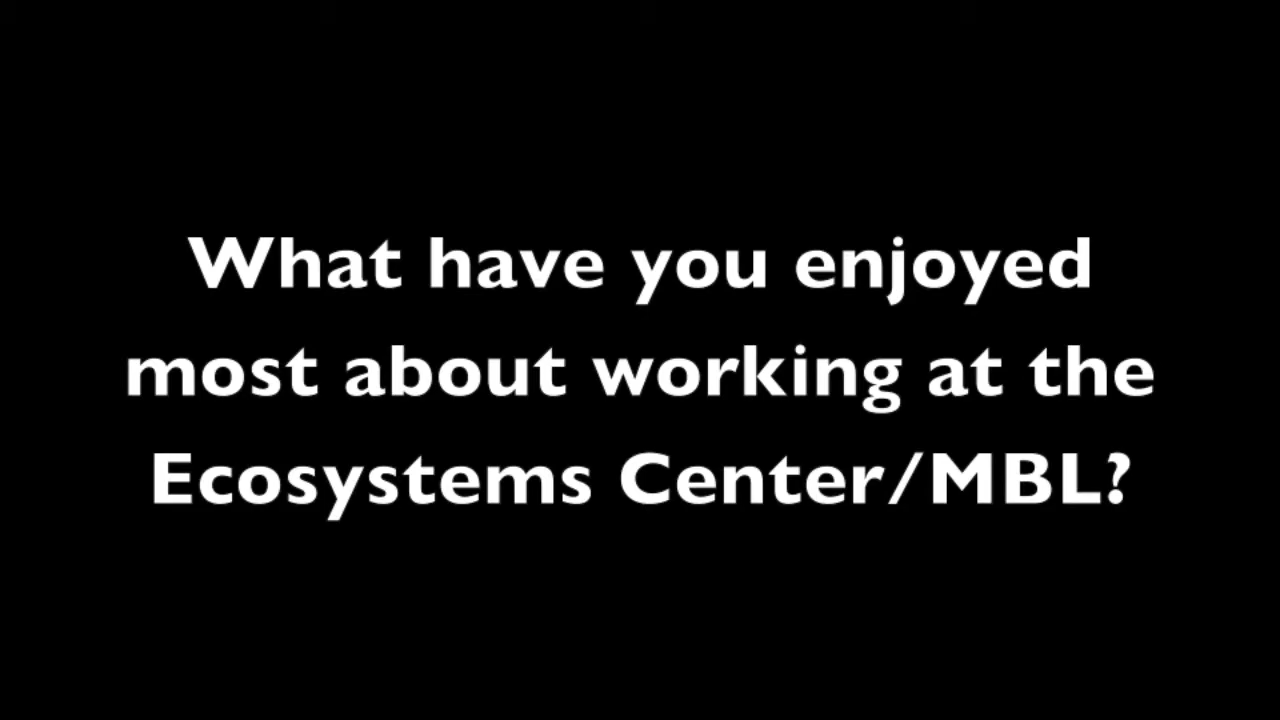 What have you enjoyed
most about working at the
Ecosystems Center/MBL?